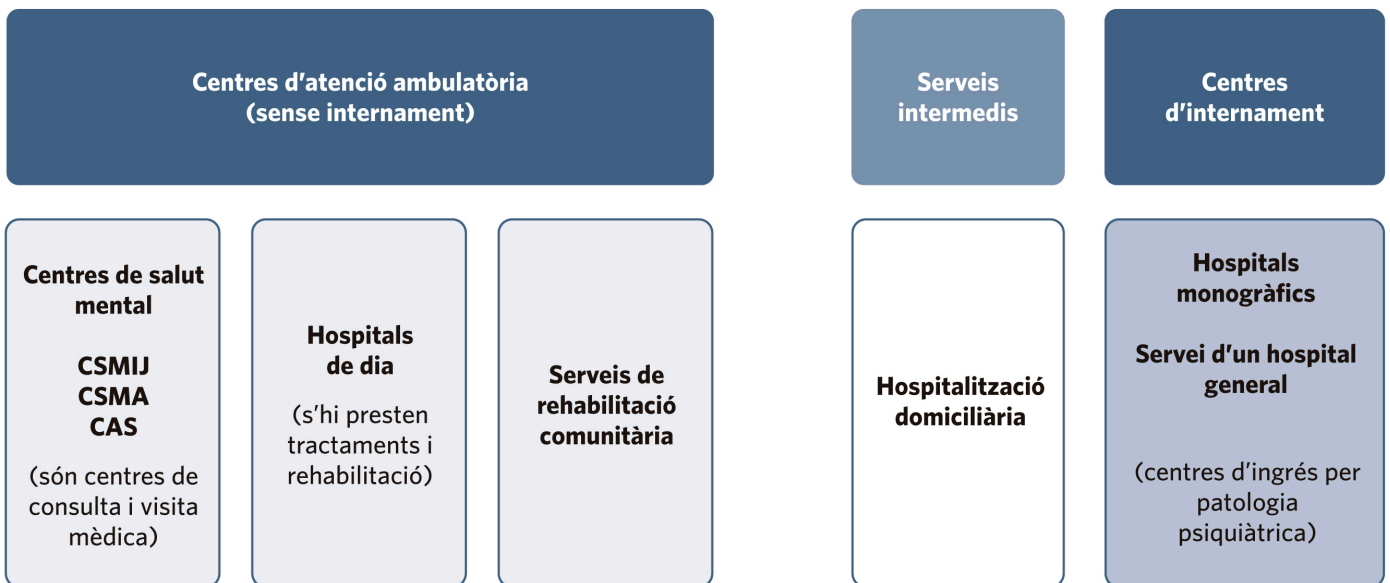 Centres d'atenció ambulatòria
(sense internament)
Serveis
intermedis
Centres
d'internament
Centres de salut
mental
CSMIJ
CSMA
CAS
(són centres de
consulta i visita
mèdica)
Hospitals
de dia
(s'hi presten
tractaments i
rehabilitació)
Serveis de
rehabilitació
comunitària
Hospitalització
domiciliària
Hospitals
monogràfics
Servei d'un hospital
general
(centres d'ingrés per
patologia
psiquiàtrica)